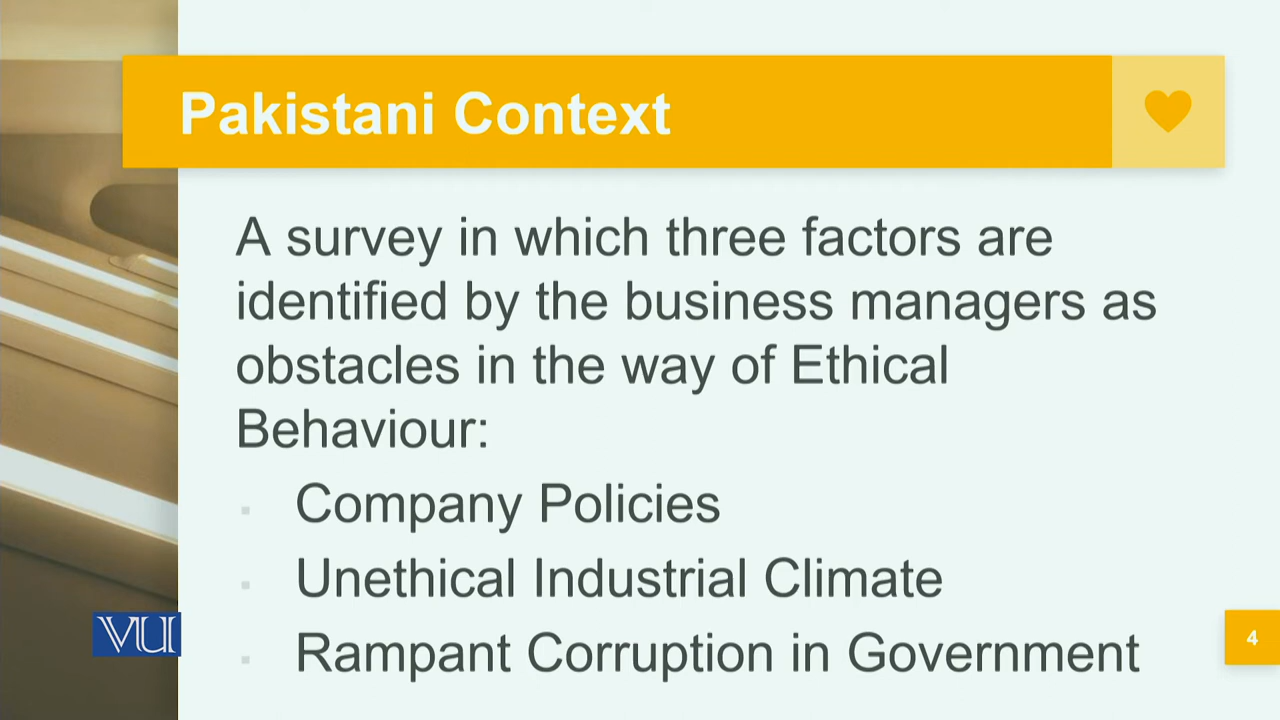 Pakistani Context
A survey in which three factors are
identified by the business managers as
obstacles in the way of Ethical
Behaviour:
Company Policies
Unethical Industrial Climate
Rampant Corruption in Government
VU
4